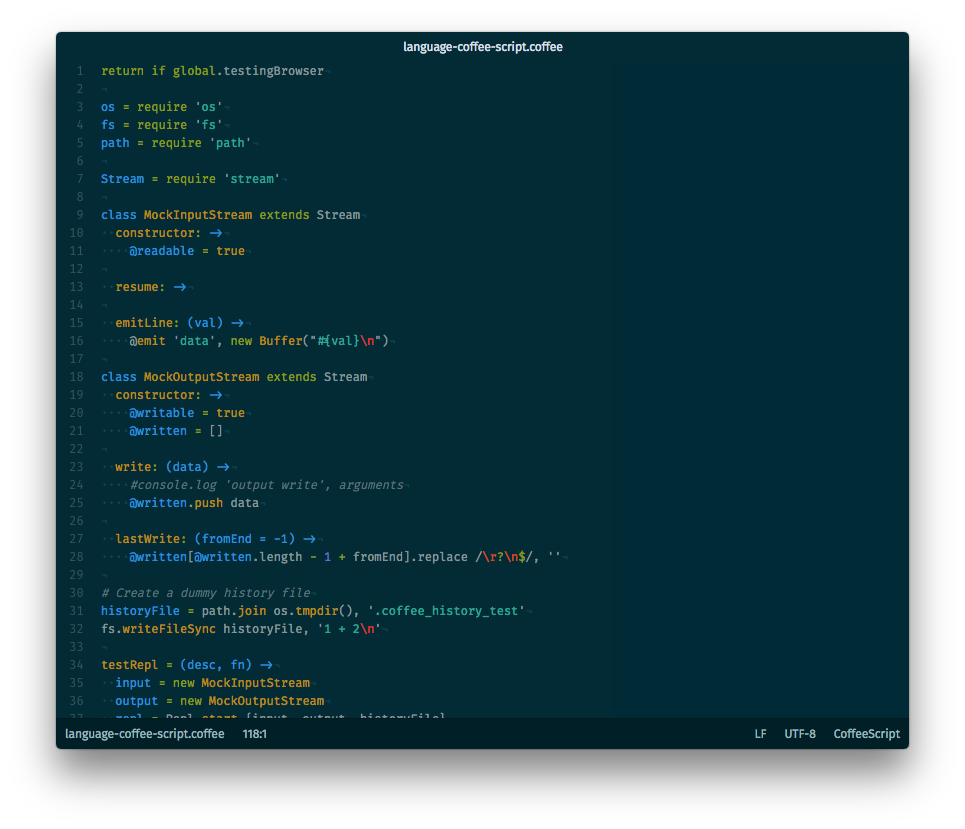 language-coffee-script.coffee
1 return if global.testingBrowser¬
2 ¬
3 os = require 'os'¬
4 fs = require 'fs'¬
5 path = require 'path'¬
6 ¬
7 Stream = require 'stream'¬
8 ¬
9 class MockInputStream extends Stream¬
10 ··constructor: ->¬
11 ····@readable = true¬
12 ¬
13 ··resume: ->¬
14 ¬
15 ··emitLine: (val) ->¬
16 ····@emit 'data', new Buffer("#{val}\n")¬
17 ¬
18 class MockOutputStream extends Stream¬
19 ··constructor: ->¬
20 ····@writable = true¬
21 ····@written = []¬
22 ¬
23 ··write: (data) ->¬
24 ····#console.log 'output write', arguments¬
25 ····@written.push data¬
26 ¬
27 ··lastWrite: (fromEnd = -1) ->¬
28 ····@written[@written.length - 1 + fromEnd].replace /\r?\n$/, ''¬
29 ¬
30 # Create a dummy history file¬
31 historyFile = path.join os.tmpdir(), '.coffee_history_test'¬
32 fs.writeFileSync historyFile, '1 + 2\n'¬
33 ¬
34 testRepl = (desc, fn) ->¬
35 ··input = new MockInputStream¬
36 ··output = new MockOutputStream¬
37 ··repl = Repl.start {input, output, historyFile}
language-coffee-script.coffee 118:1 LF UTF-8 CoffeeScript